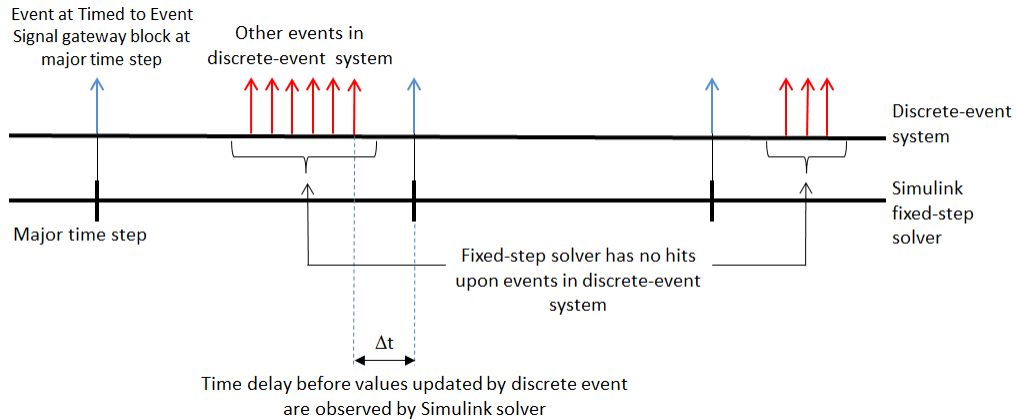 Event at Timed to Event
Signal gateway block at
major time step
Other events in
discrete-event system
Discrete-event
system
Simulink
fixed-step
solver
Major time step
Fixed-step solver has no hits
upon events in discrete-event
system
Δt
Time delay before values updated by discrete event
are observed by Simulink solver